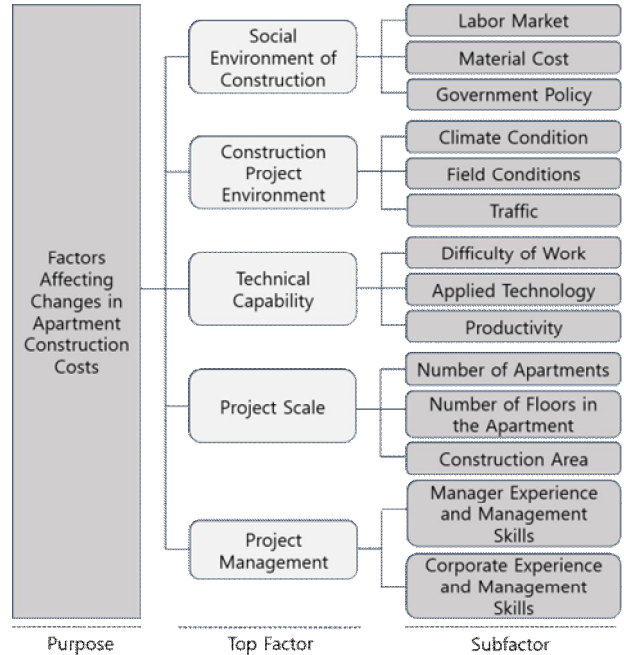 Factors
Affecting
Changes in
Apartment
Construction
Costs
Social
Environment of
Construction
Labor Market
Material Cost
Government Policy
Construction
Project
Environment
Climate Condition
Field Conditions
Traffic
Technical
Capability
Difficulty of Work
Applied Technology
Productivity
Project Scale
Number of Apartments
Number of Floors in
the Apartment
Construction Area
Project
Management
Manager Experience
and Management
Skills
Corporate Experience
and Management
Skills
Purpose
Top Factor
Subfactor